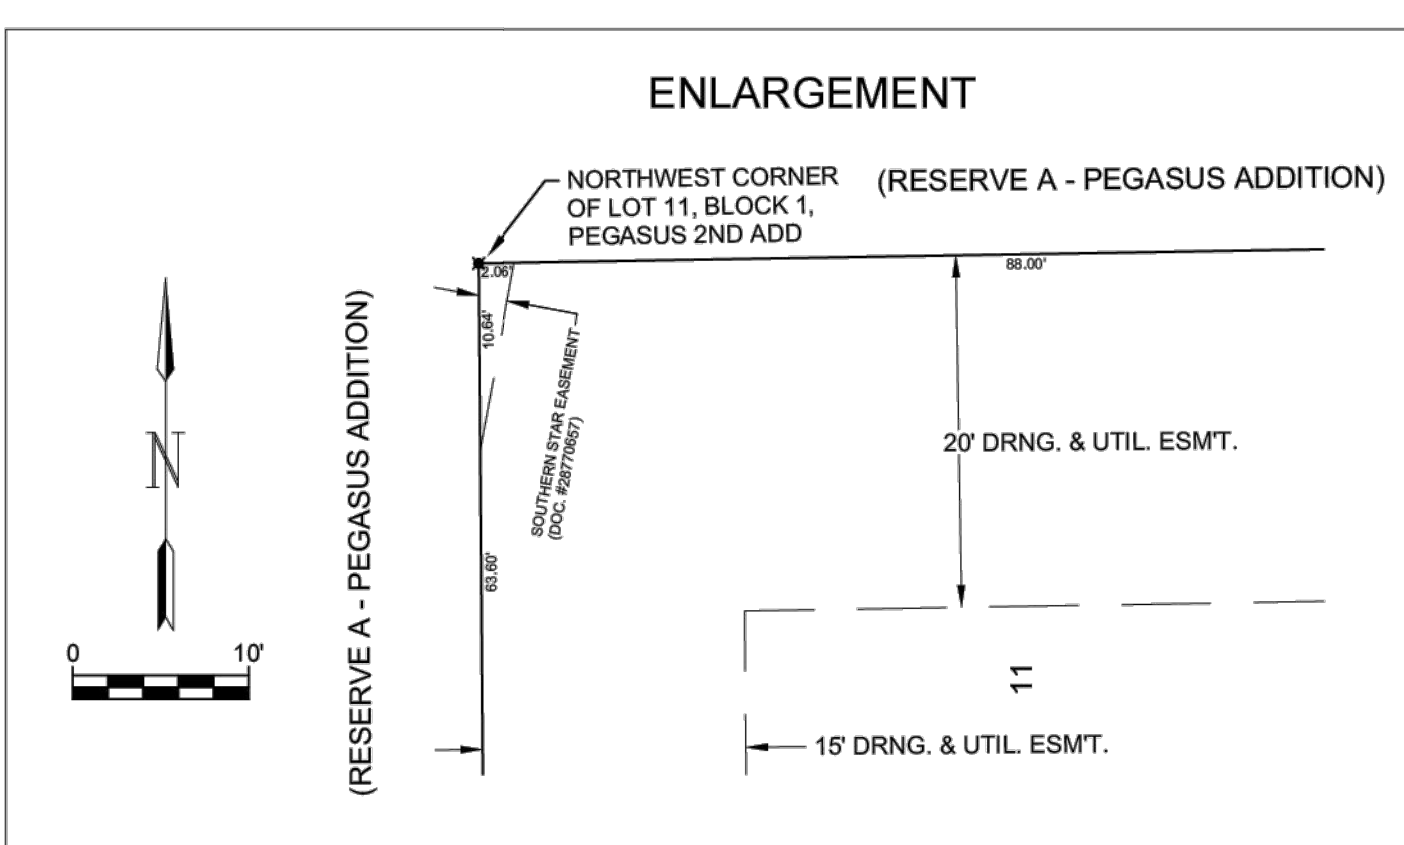 ENLARGEMENT
NORTHWEST CORNER
OF LOT 11, BLOCK 1,
PEGASUS 2ND ADD
(RESERVE A - PEGASUS ADDITION)
2.06'
88.00'
10.64'
SOUTHERN STAR EASEMENT
(DOC. #28770657)
(RESERVE A - PEGASUS ADDITION)
N
20' DRNG. & UTIL. ESM'T.
63.60'
0 10'
11
15' DRNG. & UTIL. ESM'T.